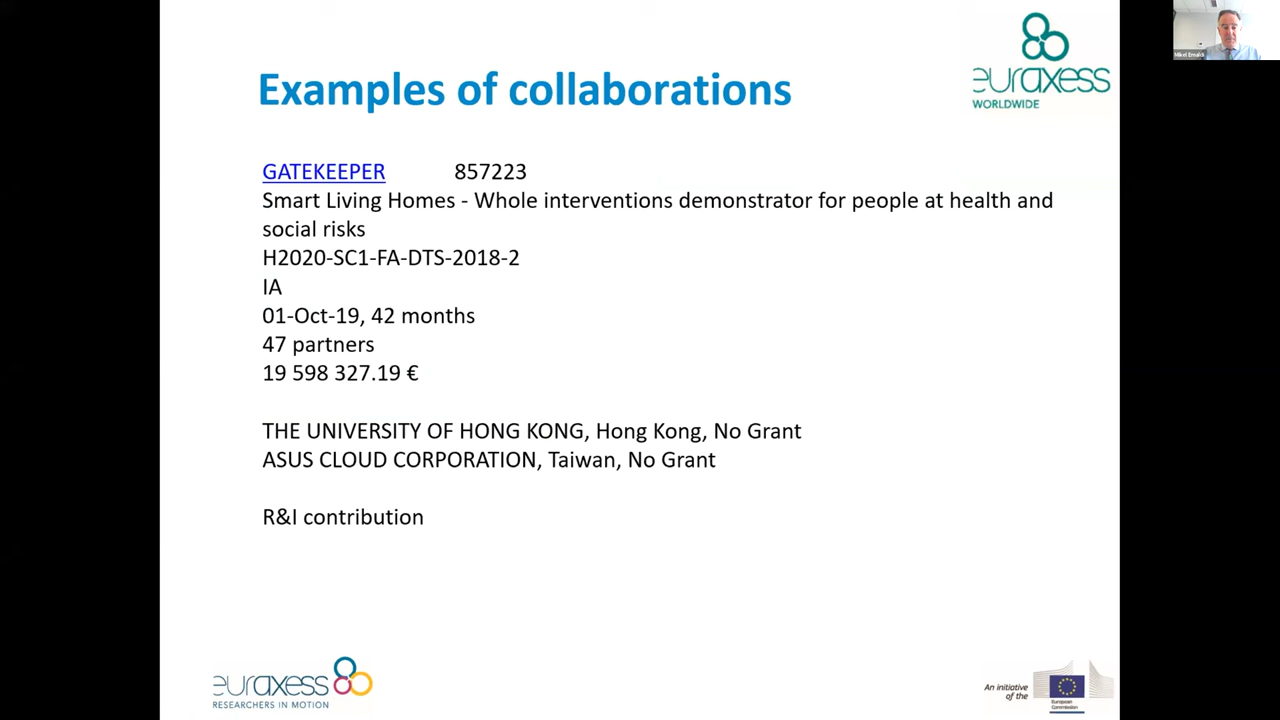 Examples of collaborations
euraxess
WORLDWIDE
Mikel Emaldi
GATEKEEPER 857223
Smart Living Homes - Whole interventions demonstrator for people at health and
social risks
H2020-SC1-FA-DTS-2018-2
IA
01-Oct-19, 42 months
47 partners
19 598 327.19 €
THE UNIVERSITY OF HONG KONG, Hong Kong, No Grant
ASUS CLOUD CORPORATION, Taiwan, No Grant
R&I contribution
euraxess
RESEARCHERS IN MOTION
An initiative
of the
European
Commission